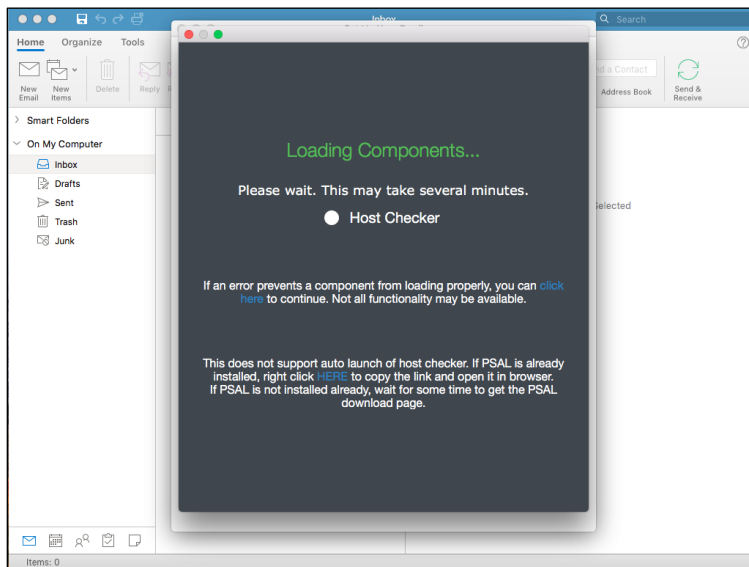 Inbox
Search
Home Organize Tools
New Email
New Items
Delete
Reply
d a Contact
Address Book
Send & Receive
Smart Folders
On My Computer
Inbox
Drafts
Sent
Trash
Junk
Selected
Loading Components...
Please wait. This may take several minutes.
Host Checker
If an error prevents a component from loading properly, you can click
here to continue. Not all functionality may be available.
This does not support auto launch of host checker. If PSAL is already
installed, right click HERE to copy the link and open it in browser.
If PSAL is not installed already, wait for some time to get the PSAL
download page.
Items: 0